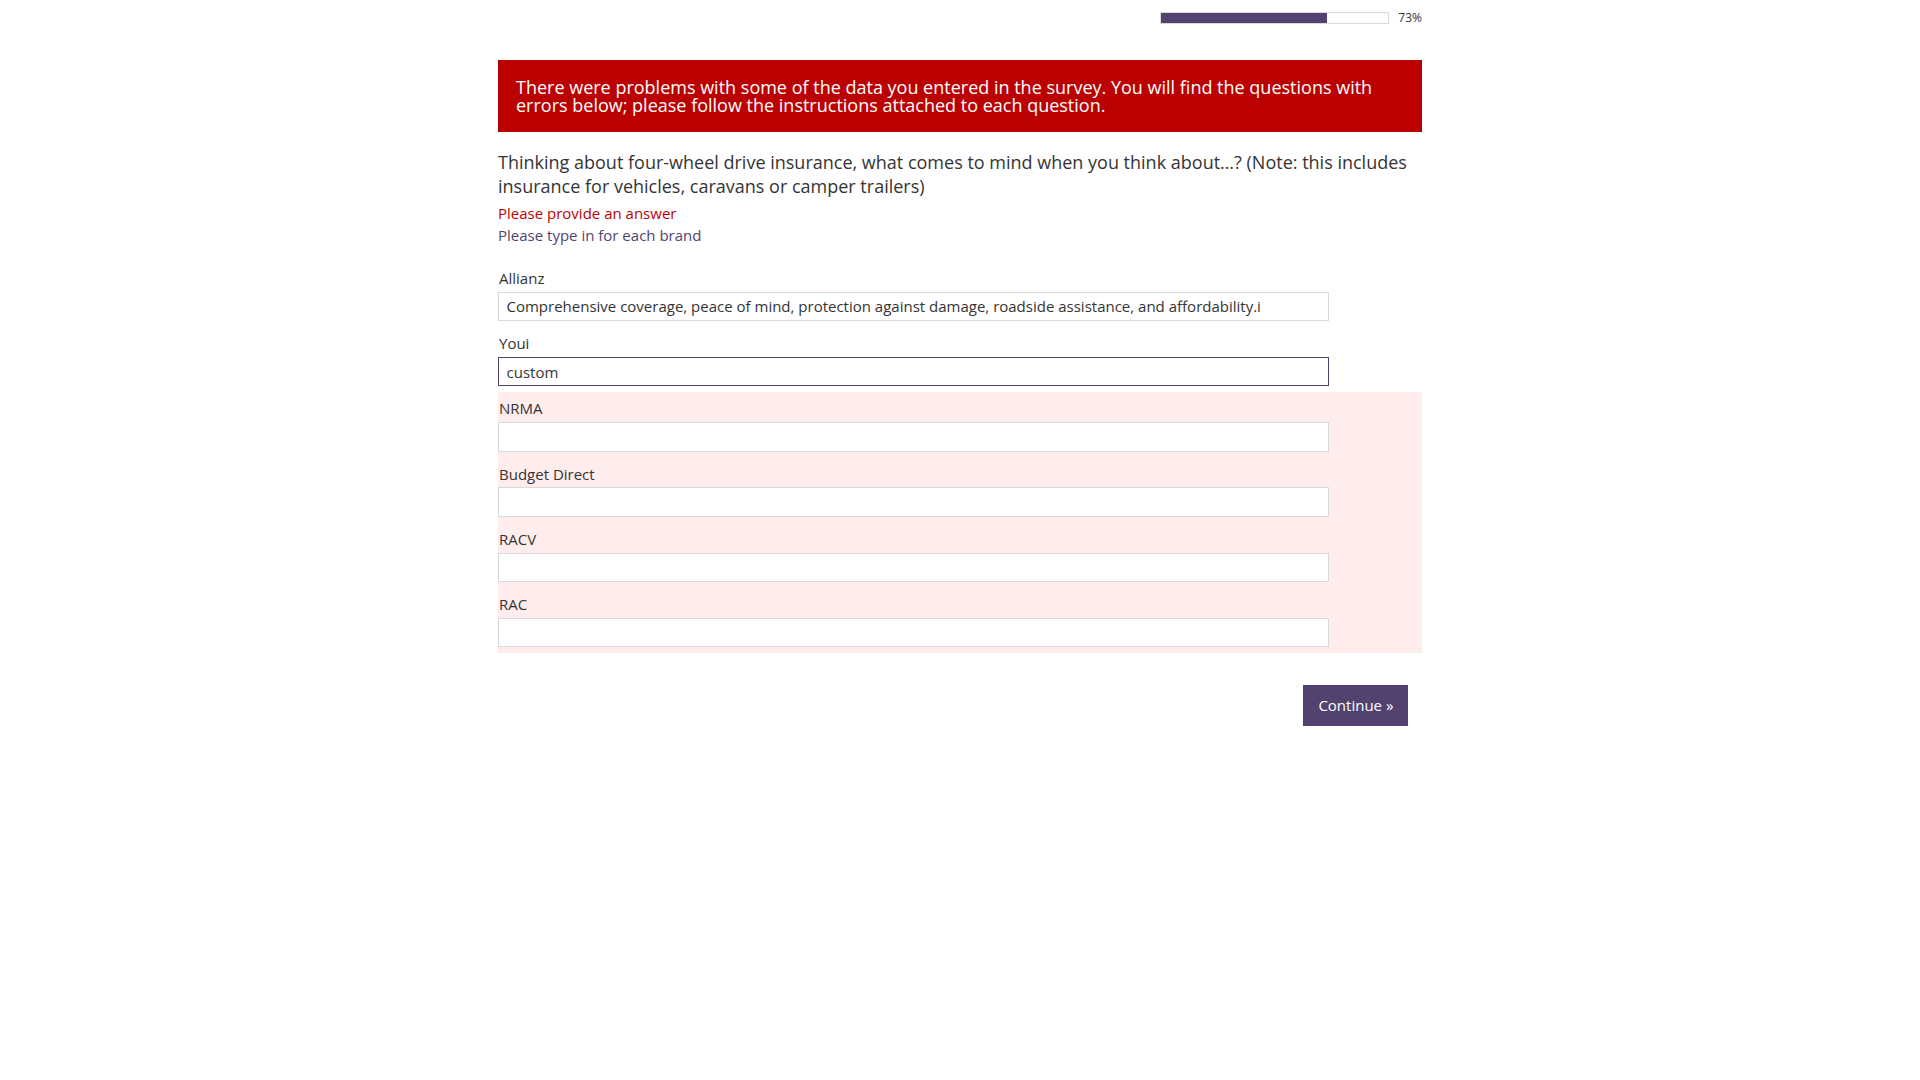 73%
There were problems with some of the data you entered in the survey. You will find the questions with
errors below; please follow the instructions attached to each question.
Thinking about four-wheel drive insurance, what comes to mind when you think about...? (Note: this includes
insurance for vehicles, caravans or camper trailers)
Please provide an answer
Please type in for each brand
Allianz
Comprehensive coverage, peace of mind, protection against damage, roadside assistance, and affordability.i
Youi
custom
NRMA
Budget Direct
RACV
RAC
Continue »